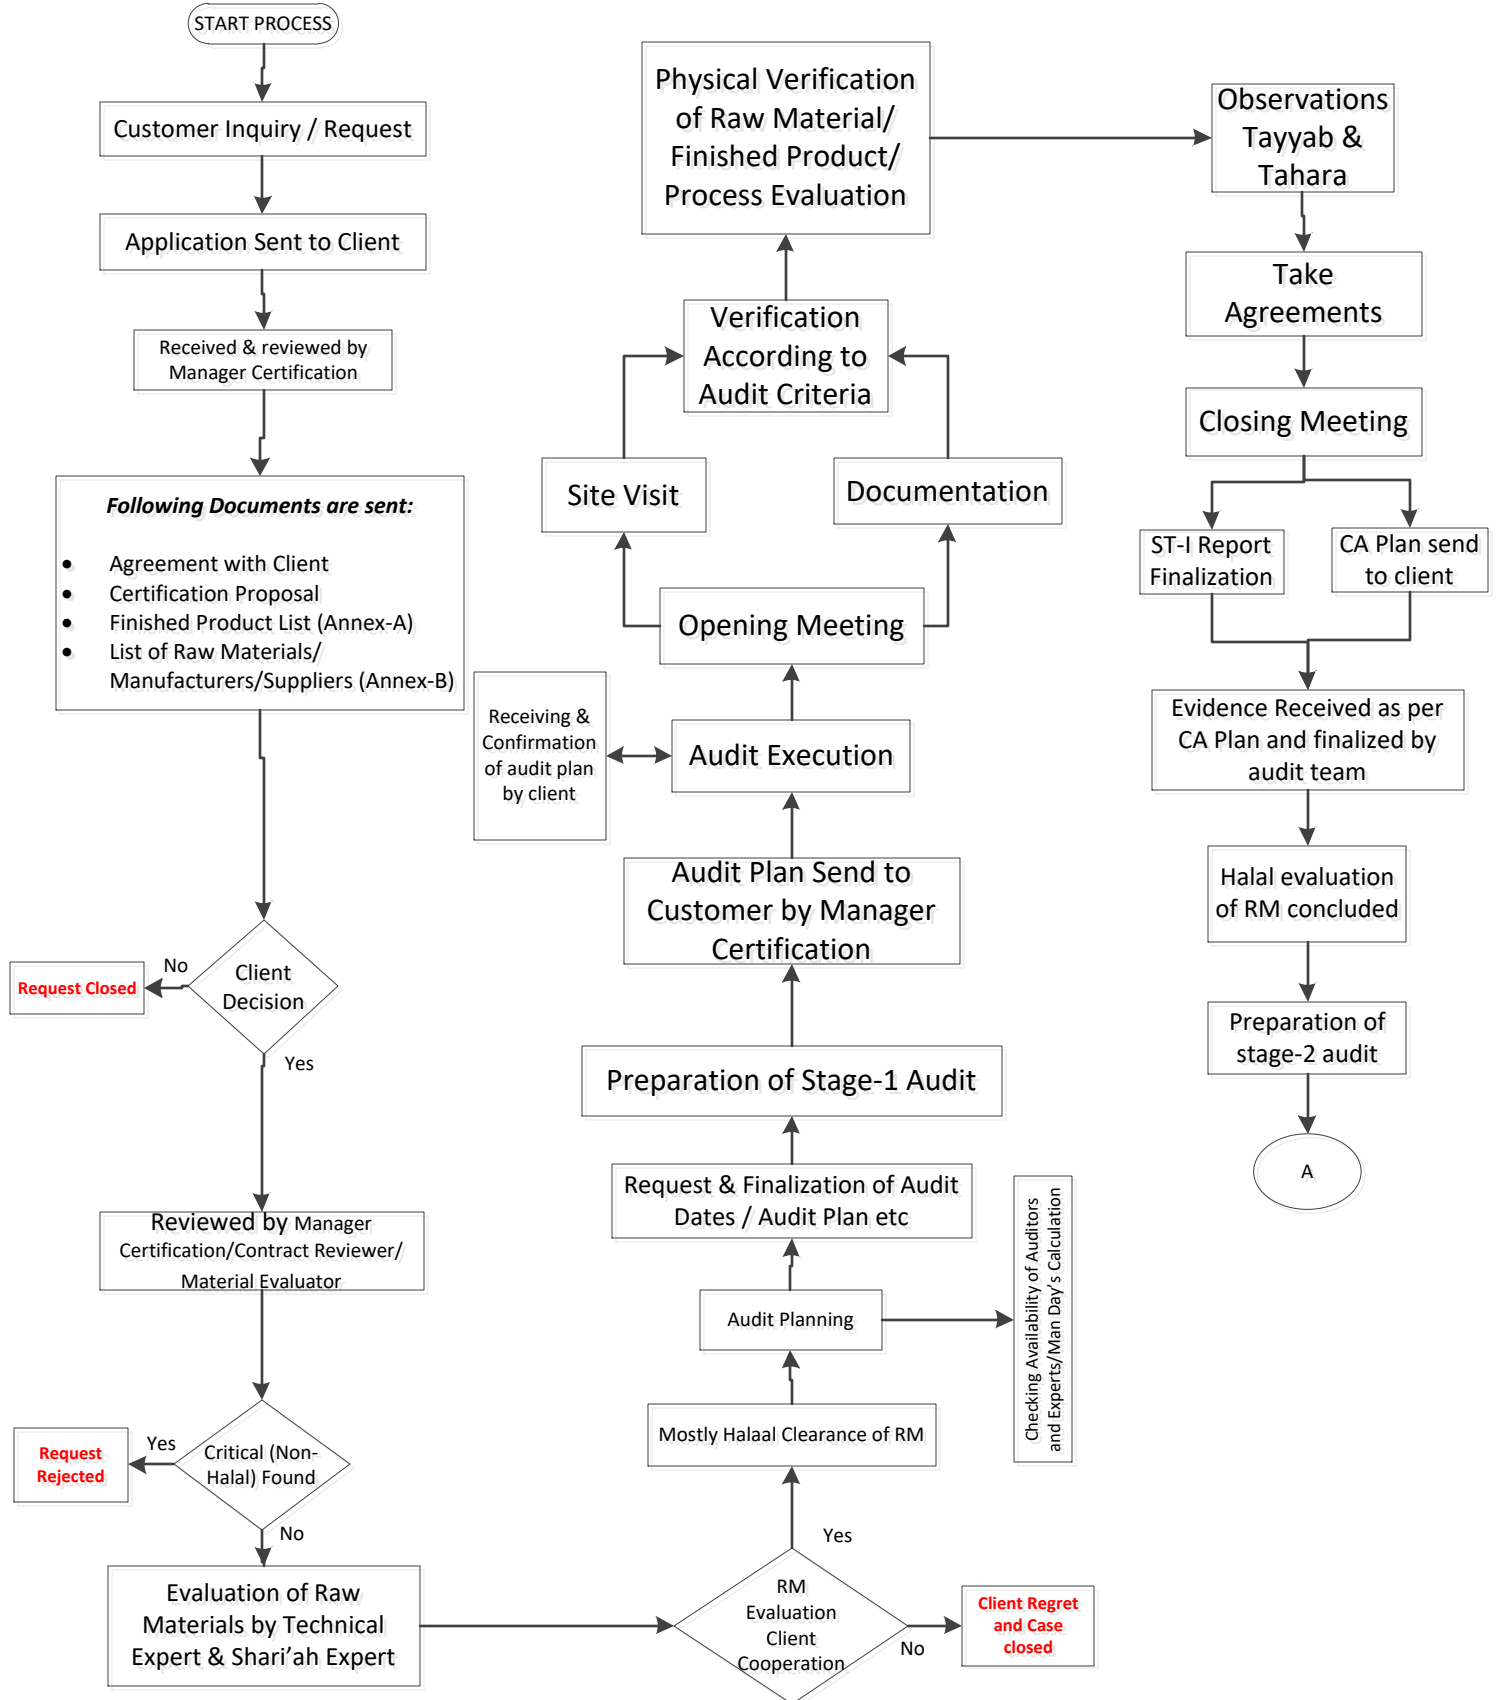 START PROCESS
Customer Inquiry / Request
Application Sent to Client
Received & reviewed by
Manager Certification
Following Documents are sent:
• Agreement with Client
• Certification Proposal
• Finished Product List (Annex-A)
• List of Raw Materials/
Manufacturers/Suppliers (Annex-B)
Client
Decision
No
Request Closed
Yes
Reviewed by Manager
Certification/Contract Reviewer/
Material Evaluator
Critical (Non-
Halal) Found
Yes
Request
Rejected
No
Evaluation of Raw
Materials by Technical
Expert & Shari’ah Expert
RM
Evaluation
Client
Cooperation
No
Client Regret
and Case
closed
Yes
Mostly Halaal Clearance of RM
Audit Planning
Checking Availability of Auditors
and Experts/Man Day’s Calculation
Request & Finalization of Audit
Dates / Audit Plan etc
Preparation of Stage-1 Audit
Audit Plan Send to
Customer by Manager
Certification
Audit Execution
Receiving &
Confirmation
of audit plan
by client
Opening Meeting
Site Visit
Documentation
Verification
According to
Audit Criteria
Physical Verification
of Raw Material/
Finished Product/
Process Evaluation
Observations
Tayyab &
Tahara
Take
Agreements
Closing Meeting
ST-I Report
Finalization
CA Plan send
to client
Evidence Received as per
CA Plan and finalized by
audit team
Halal evaluation
of RM concluded
Preparation of
stage-2 audit
A